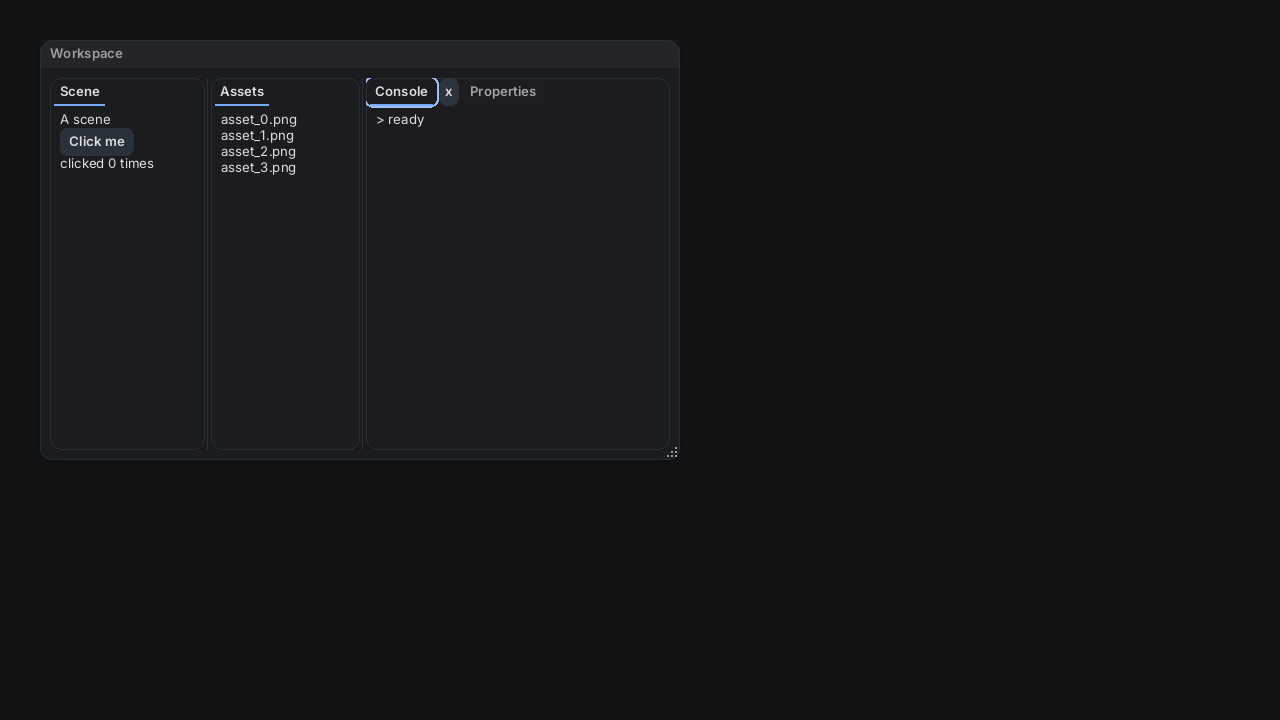 Workspace
Scene
A scene
Click me
clicked 0 times
Assets
asset_0.png
asset_1.png
asset_2.png
asset_3.png
Console x Properties
> ready